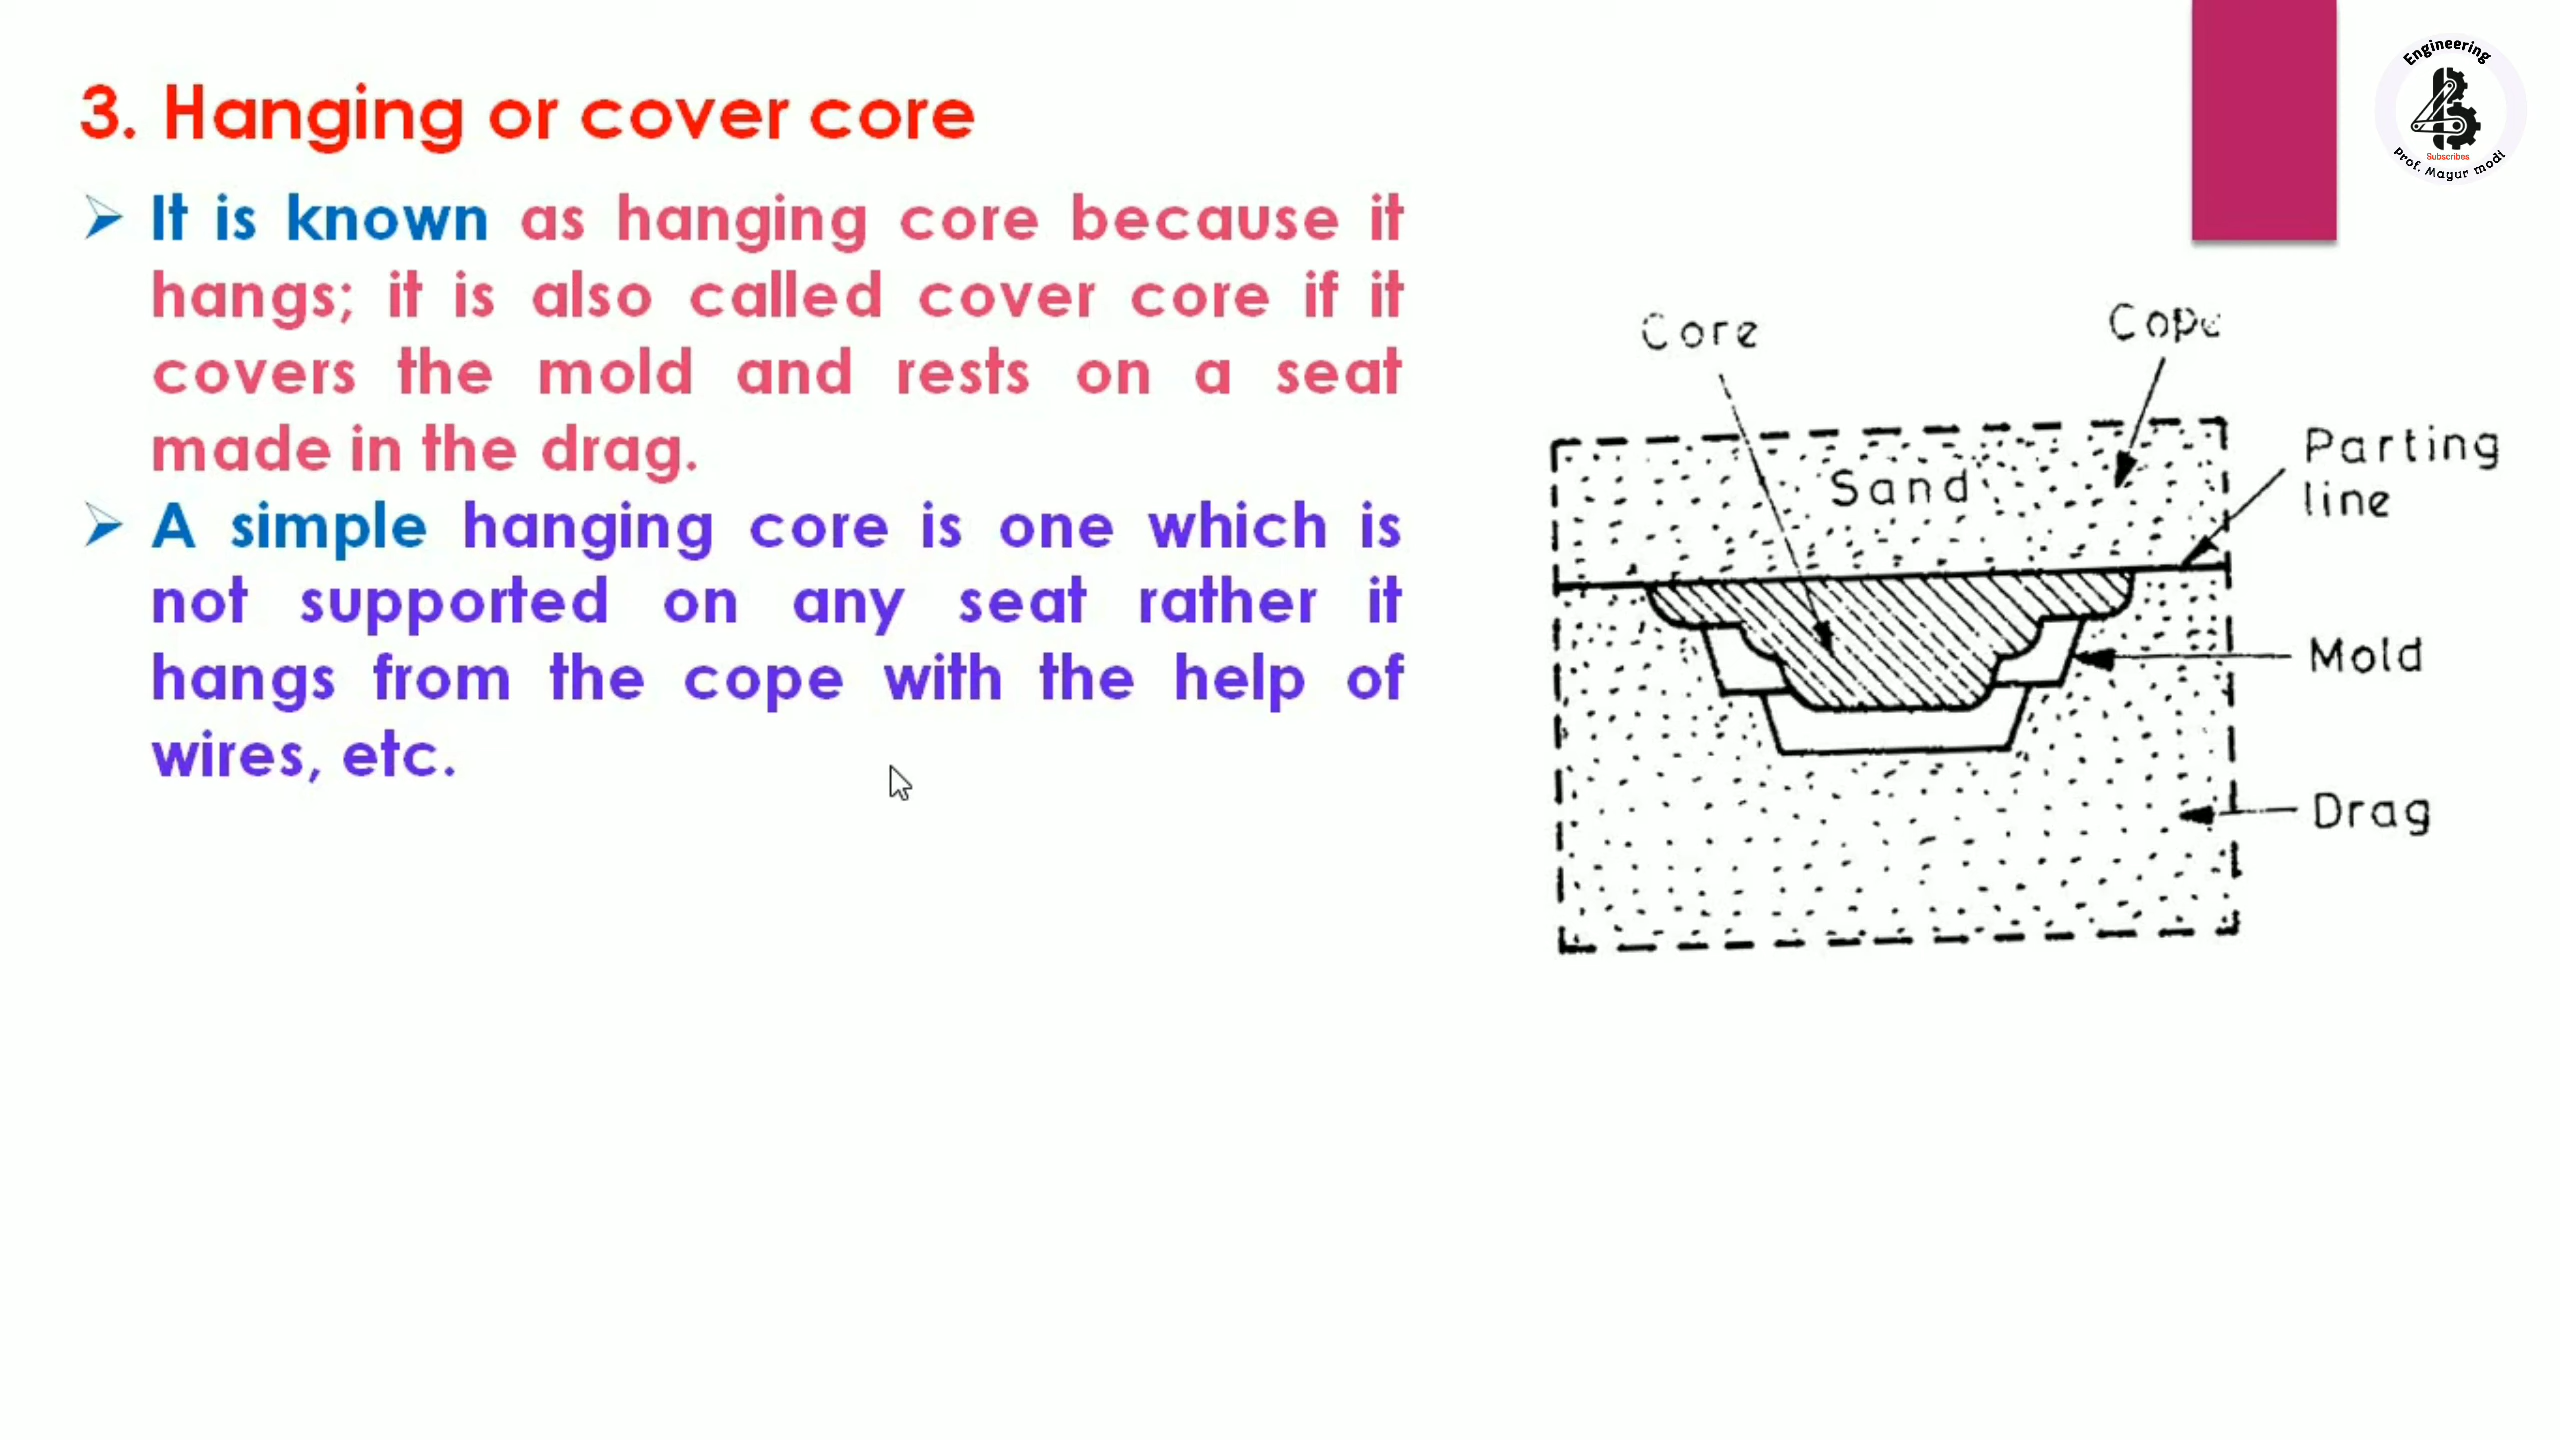 3. Hanging or cover core
It is known as hanging core because it
hangs; it is also called cover core if it
covers the mold and rests on a seat
made in the drag.
A simple hanging core is one which is
not supported on any seat rather it
hangs from the cope with the help of
wires, etc.
Engineering
Subscribes
Prof. Mayur modi
Core
Cope
Sand
Parting
line
Mold
Drag